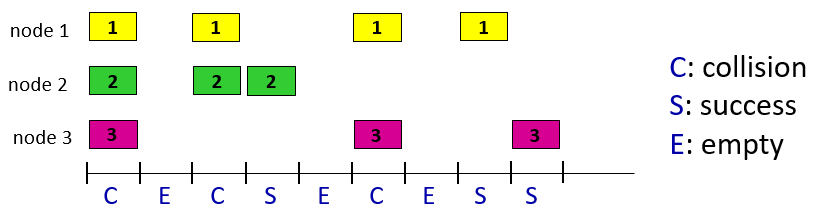 node 1 1 1 1 1
node 2 2 2 2
node 3 3 3 3
C E C S E C E S S
C: collision
S: success
E: empty